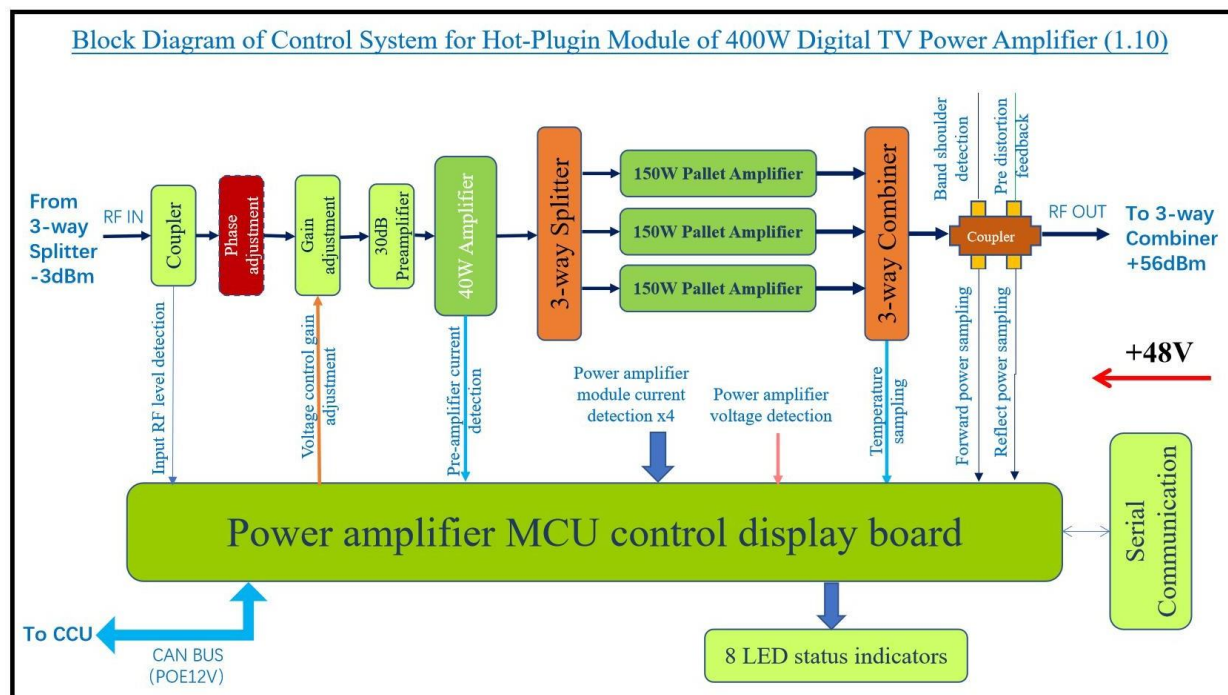 Block Diagram of Control System for Hot-Plugin Module of 400W Digital TV Power Amplifier (1.10)
From
3-way
Splitter
-3dBm
RF IN
Coupler
Phase
adjustment
Gain
adjustment
30dB
Preamplifier
40W Amplifier
3-way Splitter
150W Pallet Amplifier
150W Pallet Amplifier
150W Pallet Amplifier
3-way Combiner
Band shoulder
detection
Pre distortion
feedback
Coupler
RF OUT
To 3-way
Combiner
+56dBm
Input RF level detection
Voltage control gain
adjustment
Pre-amplifier current
detection
Power amplifier
module current
detection x4
Power amplifier
voltage detection
Temperature
sampling
Forward power sampling
Reflect power sampling
+48V
Power amplifier MCU control display board
Serial
Communication
To CCU
CAN BUS
(POE12V)
8 LED status indicators